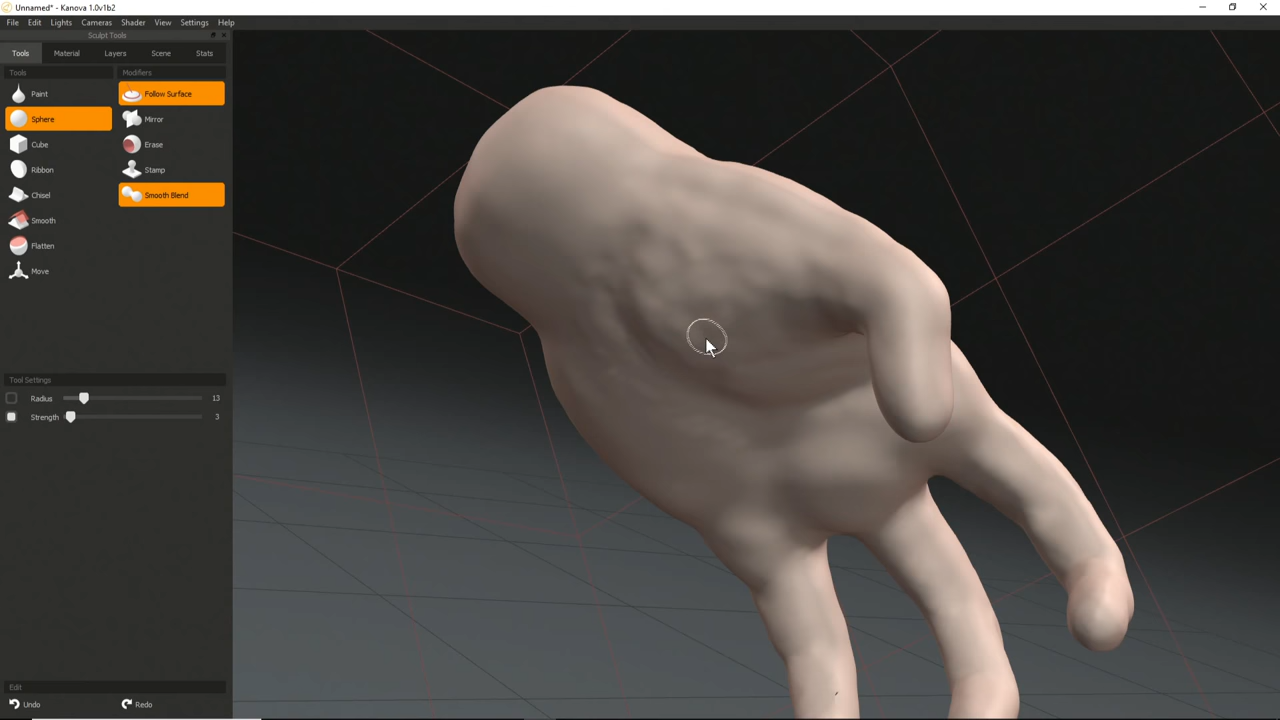 Unnamed* - Kanova 1.0v1b2
File Edit Lights Cameras Shader View Settings Help
Sculpt Tools
Tools Material Layers Scene Stats
Tools Modifiers
Paint Follow Surface
Sphere Mirror
Cube Erase
Ribbon Stamp
Chisel Smooth Blend
Smooth
Flatten
Move
Tool Settings
Radius 13
Strength 3
Edit
Undo Redo